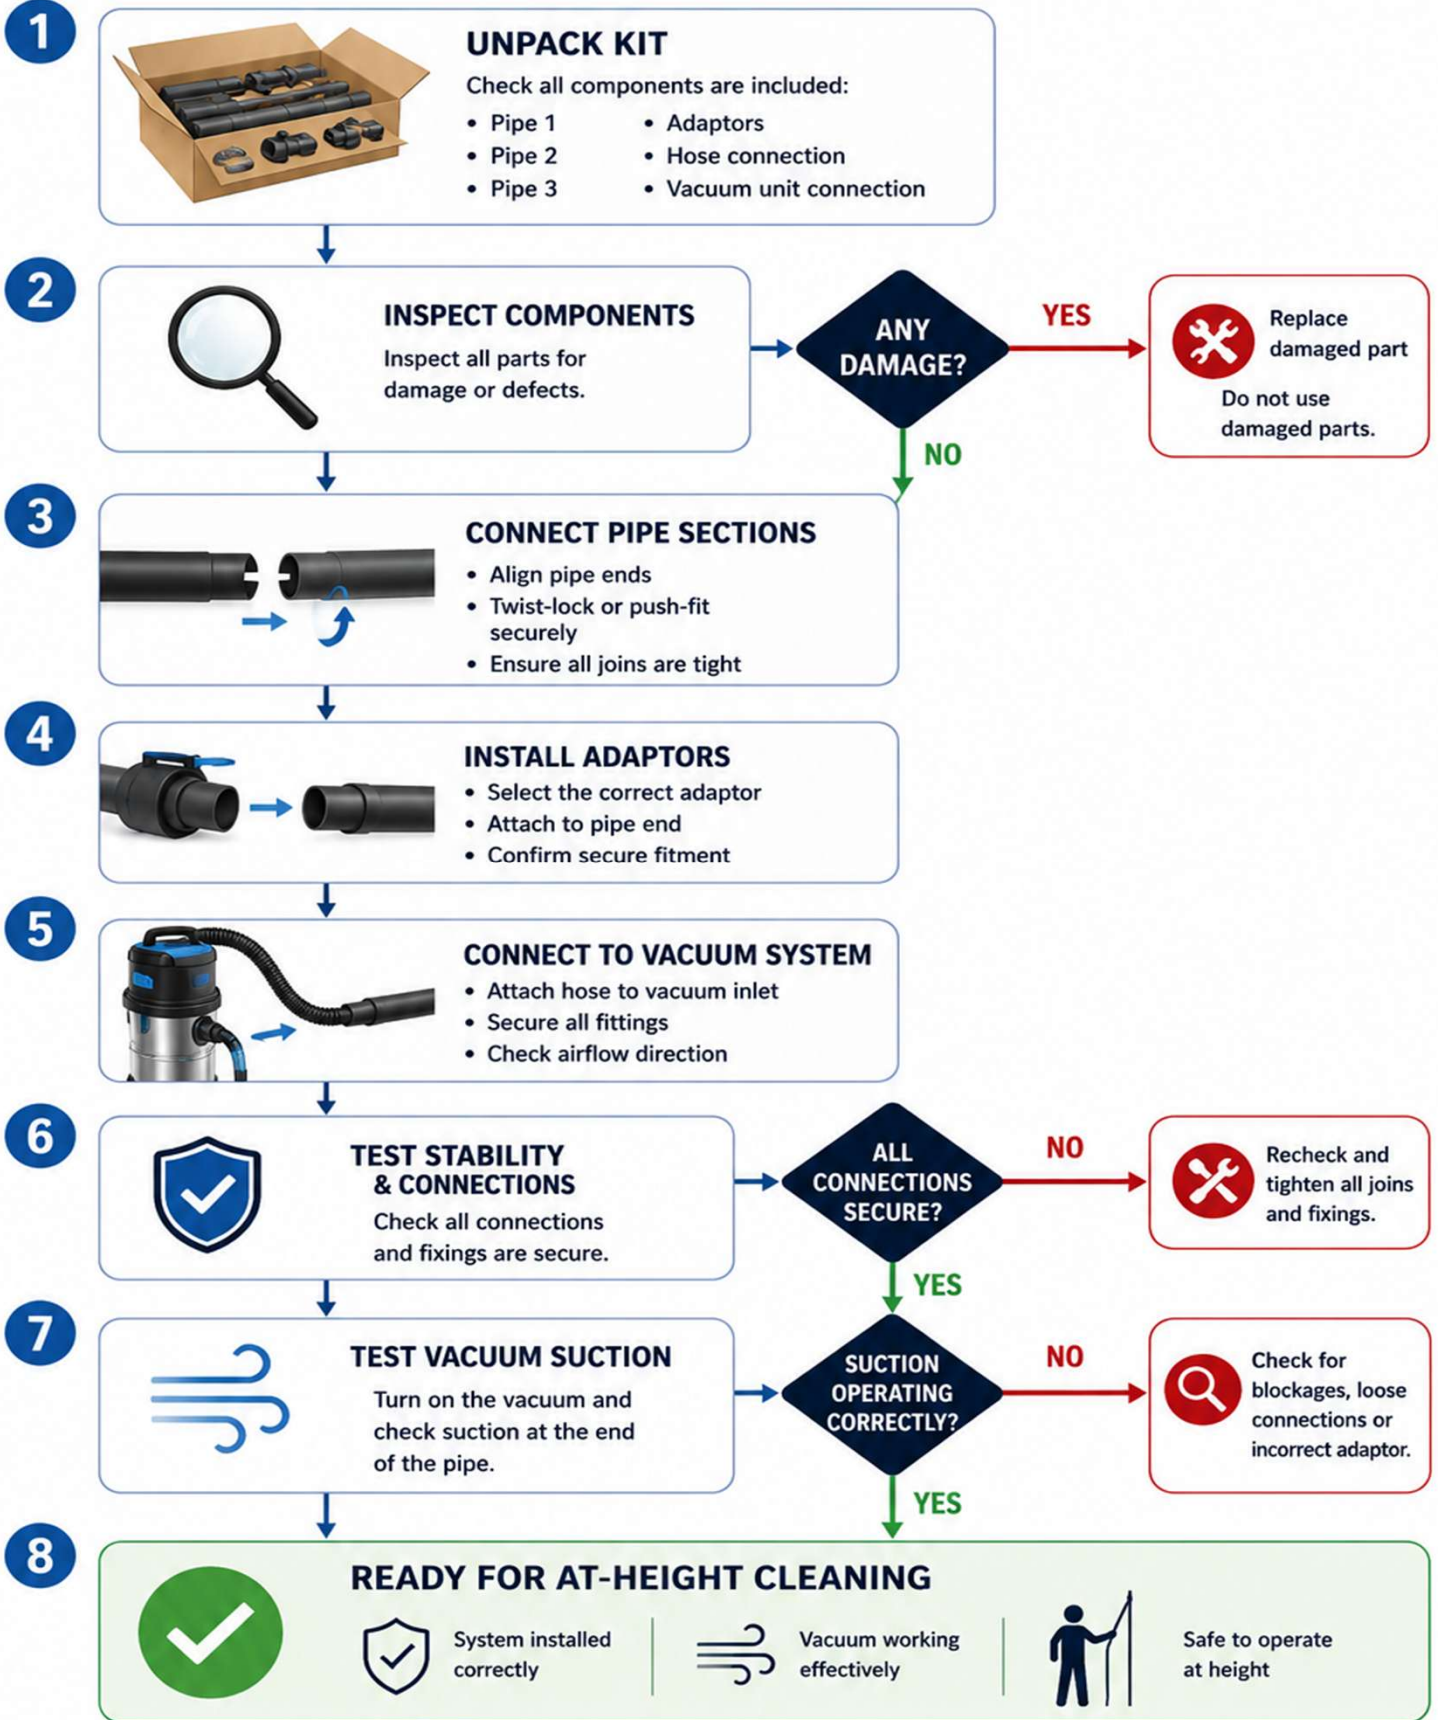 1
UNPACK KIT
Check all components are included:
• Pipe 1
• Pipe 2
• Pipe 3
• Adaptors
• Hose connection
• Vacuum unit connection
2
INSPECT COMPONENTS
Inspect all parts for
damage or defects.
ANY
DAMAGE?
YES
Replace
damaged part
Do not use
damaged parts.
NO
3
CONNECT PIPE SECTIONS
• Align pipe ends
• Twist-lock or push-fit
securely
• Ensure all joins are tight
4
INSTALL ADAPTORS
• Select the correct adaptor
• Attach to pipe end
• Confirm secure fitment
5
CONNECT TO VACUUM SYSTEM
• Attach hose to vacuum inlet
• Secure all fittings
• Check airflow direction
6
TEST STABILITY
& CONNECTIONS
Check all connections
and fixings are secure.
ALL
CONNECTIONS
SECURE?
NO
Recheck and
tighten all joins
and fixings.
YES
7
TEST VACUUM SUCTION
Turn on the vacuum and
check suction at the end
of the pipe.
SUCTION
OPERATING
CORRECTLY?
NO
Check for
blockages, loose
connections or
incorrect adaptor.
YES
8
READY FOR AT-HEIGHT CLEANING
System installed
correctly
Vacuum working
effectively
Safe to operate
at height